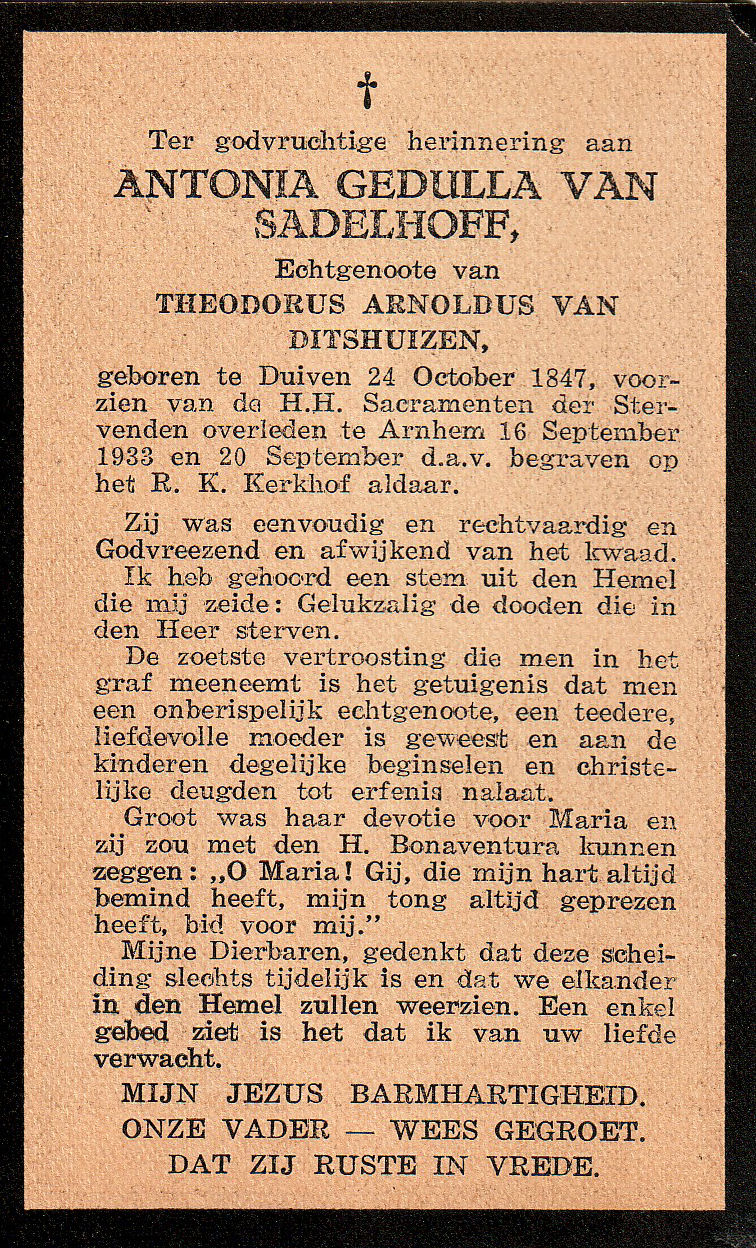 Ter godvruchtige herinnering aan
ANTONIA GEDULLA VAN
SADELHOFF,
Echtgenoote van
THEODORUS ARNOLDUS VAN
DITSHUIZEN,
geboren te Duiven 24 October 1847, voor-
zien van de H.H. Sacramenten der Ster-
venden overleden te Arnhem 16 September
1933 en 20 September d.a.v. begraven op
het R. K. Kerkhof aldaar.
Zij was eenvoudig en rechtvaardig en
Godvreezend en afwijkend van het kwaad.
Ik heb gehoord een stem uit den Hemel
die mij zeide: Gelukzalig de dooden die in
den Heer sterven.
De zoetste vertroosting die men in het
graf meeneemt is het getuigenis dat men
een onberispelijk echtgenoote, een teedere,
liefdevolle moeder is geweest en aan de
kinderen degelijke beginselen en christe-
lijke deugden tot erfenis nalaat.
Groot was haar devotie voor Maria en
zij zou met den H. Bonaventura kunnen
zeggen: „O Maria! Gij, die mijn hart altijd
bemind heeft, mijn tong altijd geprezen
heeft, bid voor mij.”
Mijne Dierbaren, gedenkt dat deze schei-
ding slechts tijdelijk is en dat we elkander
in den Hemel zullen weerzien. Een enkel
gebed ziet is het dat ik van uw liefde
verwacht.
MIJN JEZUS BARMHARTIGHEID.
ONZE VADER — WEES GEGROET.
DAT ZIJ RUSTE IN VREDE.